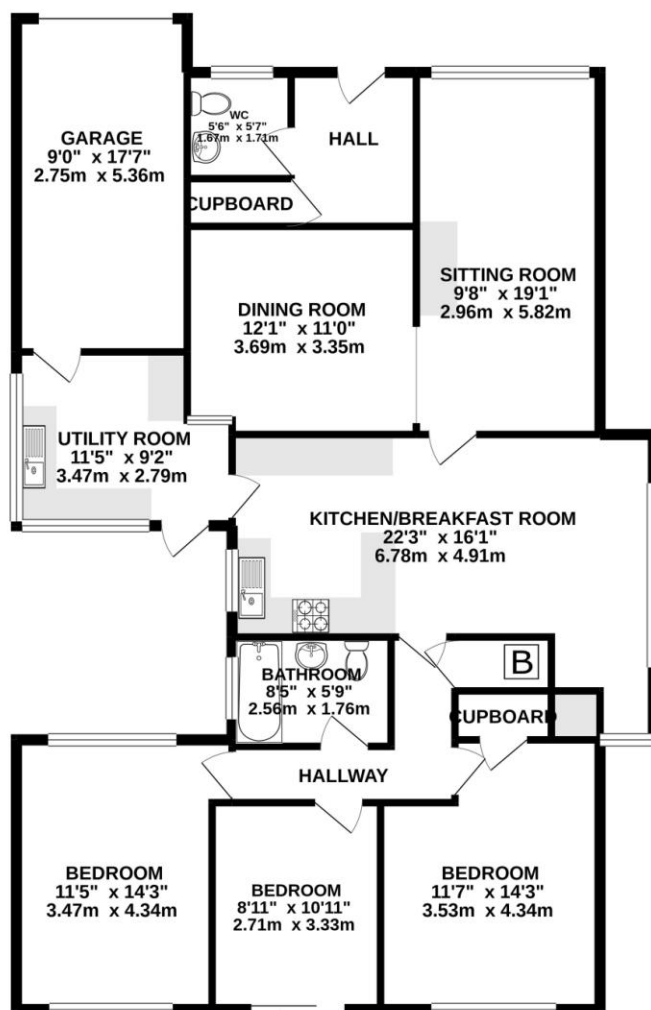 GARAGE
9'0" x 17'7"
2.75m x 5.36m
WC
5'6" x 5'7"
1.67m x 1.71m
HALL
CUPBOARD
SITTING ROOM
9'8" x 19'1"
2.96m x 5.82m
DINING ROOM
12'1" x 11'0"
3.69m x 3.35m
UTILITY ROOM
11'5" x 9'2"
3.47m x 2.79m
KITCHEN/BREAKFAST ROOM
22'3" x 16'1"
6.78m x 4.91m
BATHROOM
8'5" x 5'9"
2.56m x 1.76m
B
CUPBOARD
HALLWAY
BEDROOM
11'5" x 14'3"
3.47m x 4.34m
BEDROOM
8'11" x 10'11"
2.71m x 3.33m
BEDROOM
11'7" x 14'3"
3.53m x 4.34m